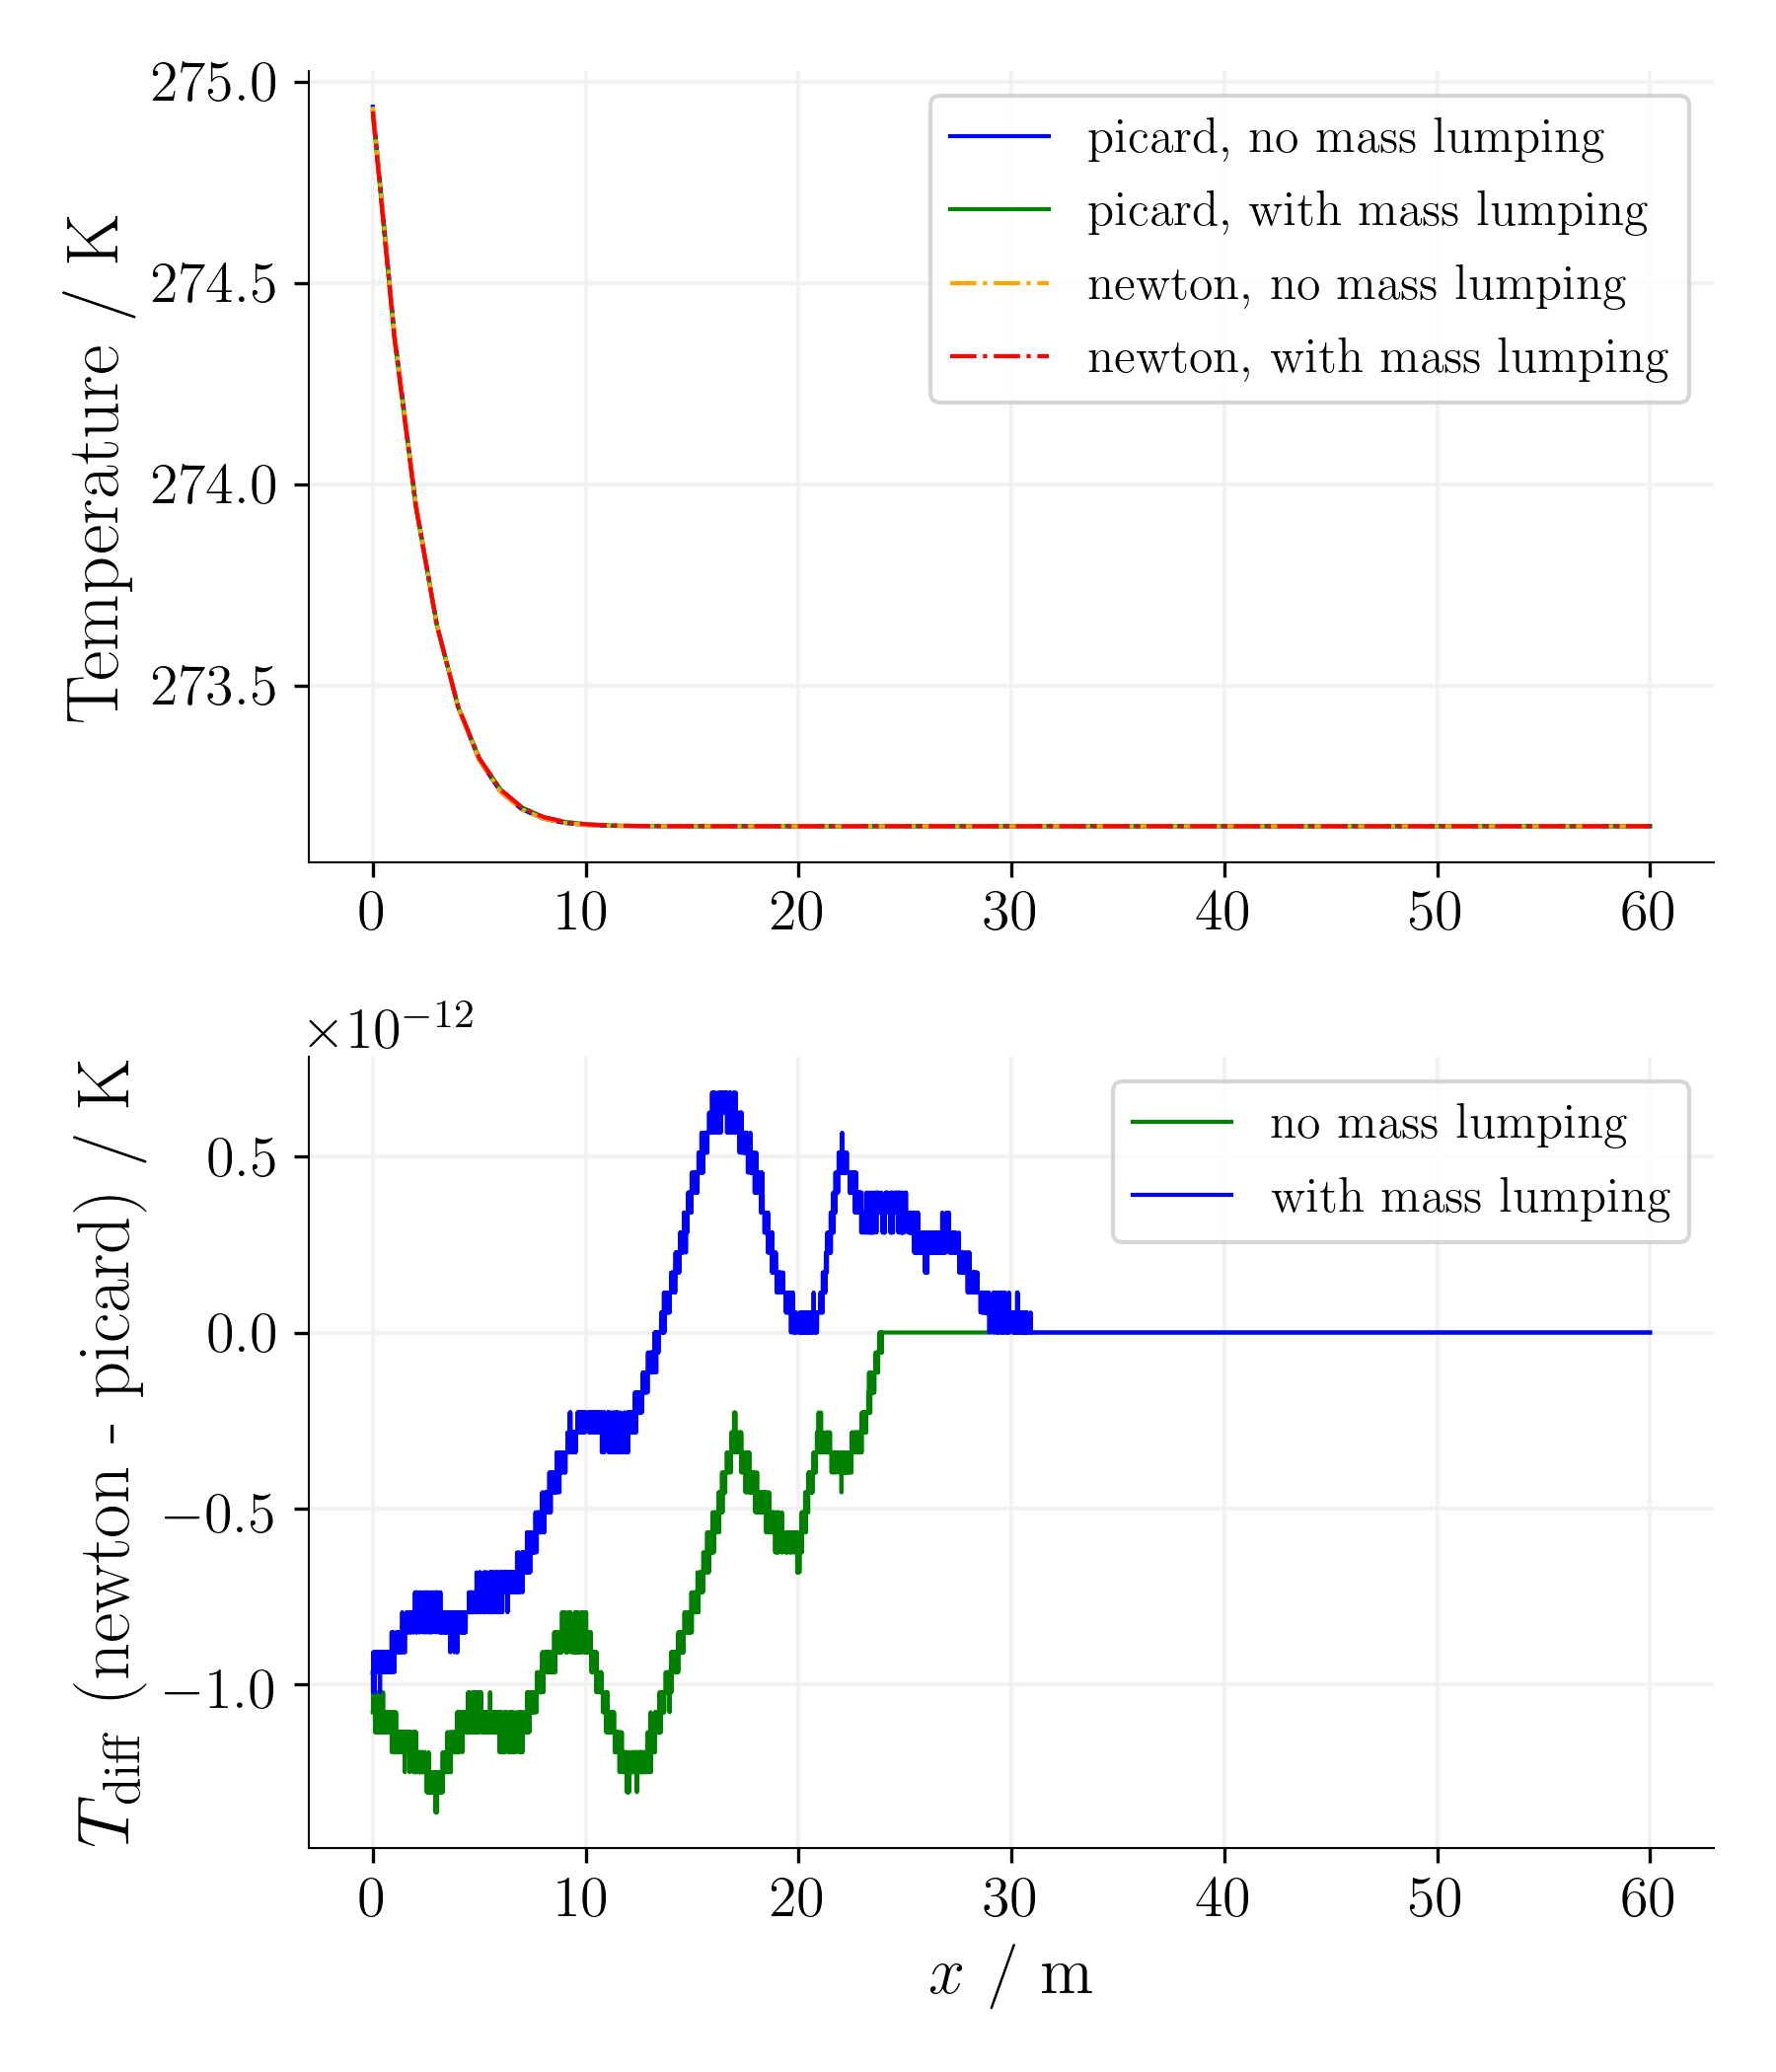 275.0
274.5
274.0
273.5
Temperature / K
picard, no mass lumping
picard, with mass lumping
newton, no mass lumping
newton, with mass lumping
0 10 20 30 40 50 60
×10⁻¹²
0.5
0.0
−0.5
−1.0
T_diff (newton - picard) / K
no mass lumping
with mass lumping
0 10 20 30 40 50 60
x / m